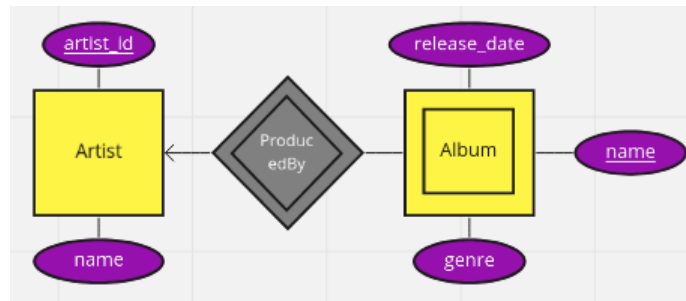 artist_id
release_date
Artist
Produc
edBy
Album
name
name
genre